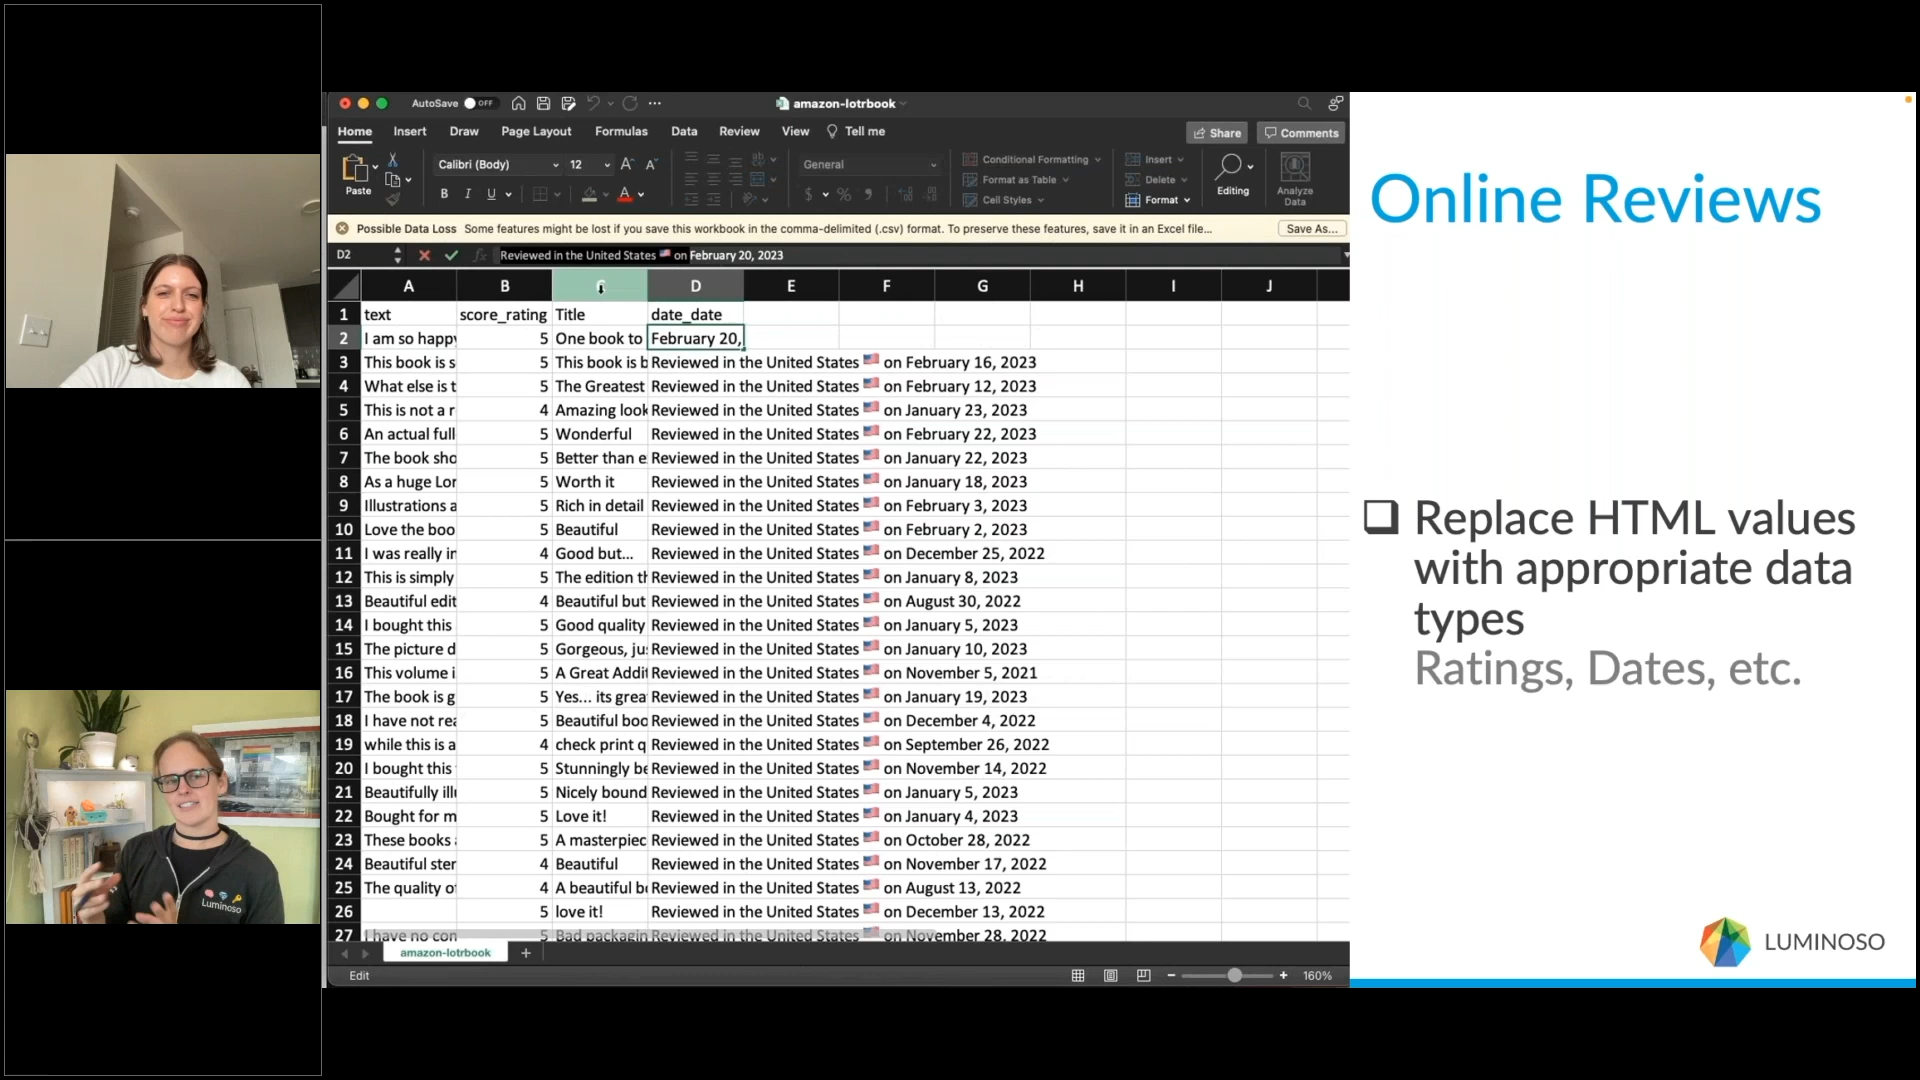 AutoSave OFF
amazon-lotrbook
Home Insert Draw Page Layout Formulas Data Review View Tell me
Share Comments
Paste
Calibri (Body) 12
B I U
General
$ %
Conditional Formatting
Format as Table
Cell Styles
Insert
Delete
Format
Editing
Analyze
Data
Possible Data Loss Some features might be lost if you save this workbook in the comma-delimited (.csv) format. To preserve these features, save it in an Excel file... Save As...
D2 fx Reviewed in the United States 🇺🇸 on February 20, 2023
A B C D E F G H I J
1 text score_rating Title date_date
2 I am so happy 5 One book to February 20,
3 This book is s 5 This book is b Reviewed in the United States 🇺🇸 on February 16, 2023
4 What else is t 5 The Greatest Reviewed in the United States 🇺🇸 on February 12, 2023
5 This is not a r 4 Amazing look Reviewed in the United States 🇺🇸 on January 23, 2023
6 An actual full 5 Wonderful Reviewed in the United States 🇺🇸 on February 22, 2023
7 The book sho 5 Better than e Reviewed in the United States 🇺🇸 on January 22, 2023
8 As a huge Lor 5 Worth it Reviewed in the United States 🇺🇸 on January 18, 2023
9 Illustrations a 5 Rich in detail Reviewed in the United States 🇺🇸 on February 3, 2023
10 Love the boo 5 Beautiful Reviewed in the United States 🇺🇸 on February 2, 2023
11 I was really in 4 Good but... Reviewed in the United States 🇺🇸 on December 25, 2022
12 This is simply 5 The edition th Reviewed in the United States 🇺🇸 on January 8, 2023
13 Beautiful edit 4 Beautiful but Reviewed in the United States 🇺🇸 on August 30, 2022
14 I bought this 5 Good quality Reviewed in the United States 🇺🇸 on January 5, 2023
15 The picture d 5 Gorgeous, jus Reviewed in the United States 🇺🇸 on January 10, 2023
16 This volume i 5 A Great Addit Reviewed in the United States 🇺🇸 on November 5, 2021
17 The book is g 5 Yes... its grea Reviewed in the United States 🇺🇸 on January 19, 2023
18 I have not rea 5 Beautiful boo Reviewed in the United States 🇺🇸 on December 4, 2022
19 while this is a 4 check print q Reviewed in the United States 🇺🇸 on September 26, 2022
20 I bought this 5 Stunningly be Reviewed in the United States 🇺🇸 on November 14, 2022
21 Beautifully illu 5 Nicely bound Reviewed in the United States 🇺🇸 on January 5, 2023
22 Bought for m 5 Love it! Reviewed in the United States 🇺🇸 on January 4, 2023
23 These books 5 A masterpiec Reviewed in the United States 🇺🇸 on October 28, 2022
24 Beautiful ster 4 Beautiful Reviewed in the United States 🇺🇸 on November 17, 2022
25 The quality of 4 A beautiful bo Reviewed in the United States 🇺🇸 on August 13, 2022
26 5 love it! Reviewed in the United States 🇺🇸 on December 13, 2022
27 I have no con 5 Bad packagin Reviewed in the United States 🇺🇸 on November 28, 2022
amazon-lotrbook
Edit 160%
Online Reviews
Replace HTML values
with appropriate data
types
Ratings, Dates, etc.
LUMINOSO
Luminoso